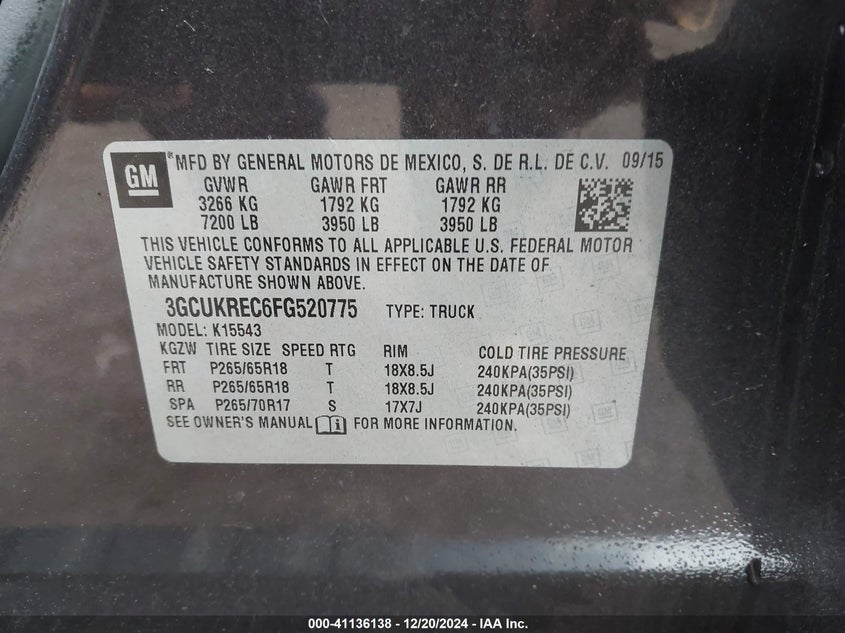 GM ® MFD BY GENERAL MOTORS DE MEXICO, S. DE R.L. DE C.V. 09/15
GVWR GAWR FRT GAWR RR
3266 KG 1792 KG 1792 KG
7200 LB 3950 LB 3950 LB
THIS VEHICLE CONFORMS TO ALL APPLICABLE U.S. FEDERAL MOTOR
VEHICLE SAFETY STANDARDS IN EFFECT ON THE DATE OF
MANUFACTURE SHOWN ABOVE.
3GCUKREC6FG520775 TYPE: TRUCK
MODEL: K15543
KGZW TIRE SIZE SPEED RTG RIM COLD TIRE PRESSURE
FRT P265/65R18 T 18X8.5J 240KPA(35PSI)
RR P265/65R18 T 18X8.5J 240KPA(35PSI)
SPA P265/70R17 S 17X7J 240KPA(35PSI)
SEE OWNER'S MANUAL FOR MORE INFORMATION.
000-41136138 - 12/20/2024 - IAA Inc.